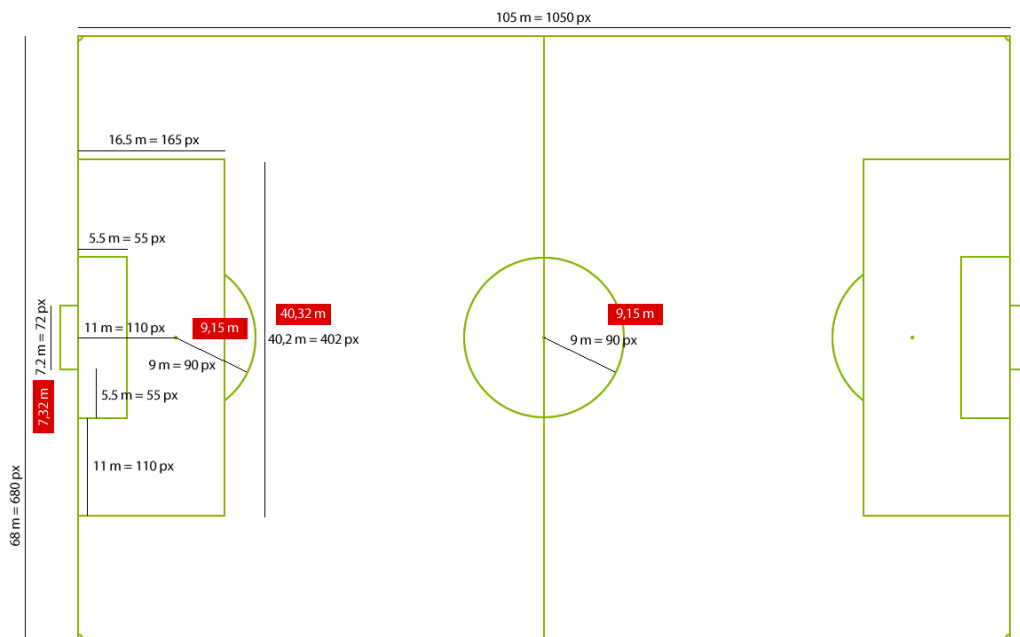 105 m = 1050 px
16.5 m = 165 px
5.5 m = 55 px
7.2 m = 72 px
11 m = 110 px
9,15 m
40,32 m
9,15 m
40,2 m = 402 px
9 m = 90 px
9 m = 90 px
7,32 m
5.5 m = 55 px
11 m = 110 px
68 m = 680 px